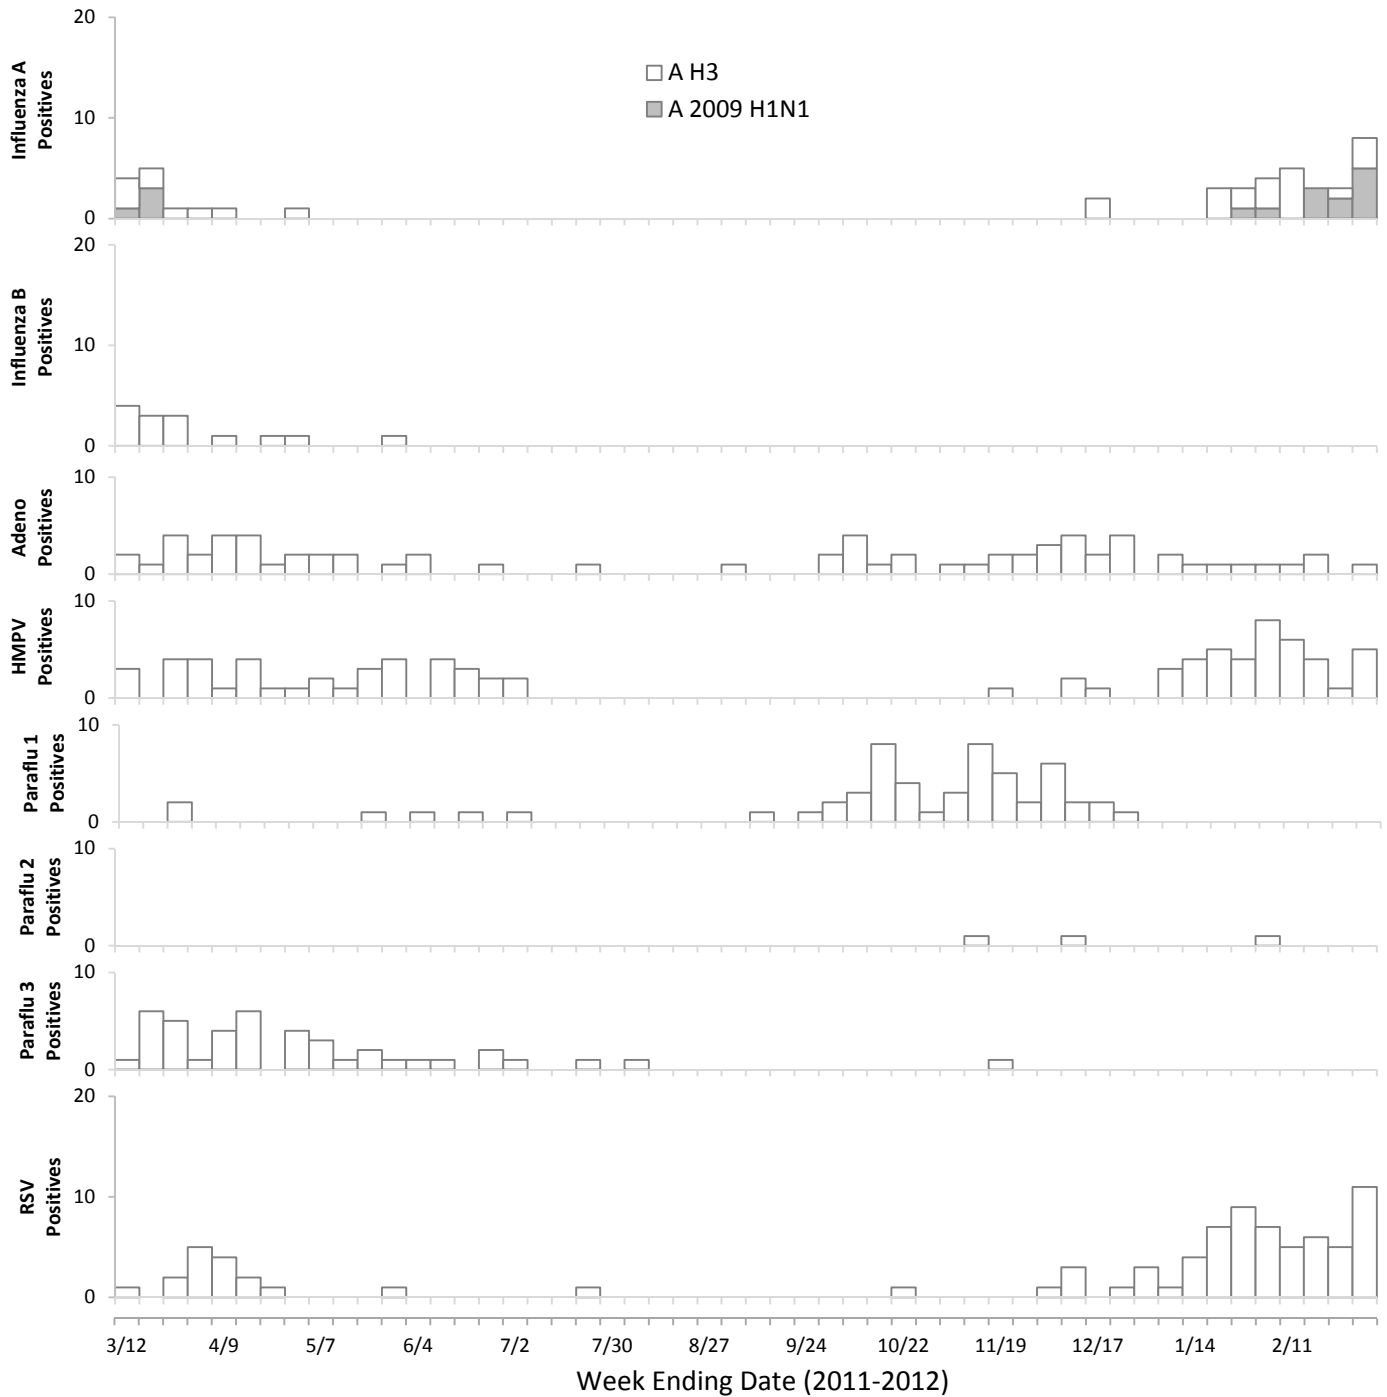 20
10
0
Influenza A
Positives
A H3
A 2009 H1N1
20
10
0
Influenza B
Positives
10
0
Adeno
Positives
10
0
HMPV
Positives
10
0
Paraflu 1
Positives
10
0
Paraflu 2
Positives
10
0
Paraflu 3
Positives
20
10
0
RSV
Positives
3/12 4/9 5/7 6/4 7/2 7/30 8/27 9/24 10/22 11/19 12/17 1/14 2/11
Week Ending Date (2011-2012)